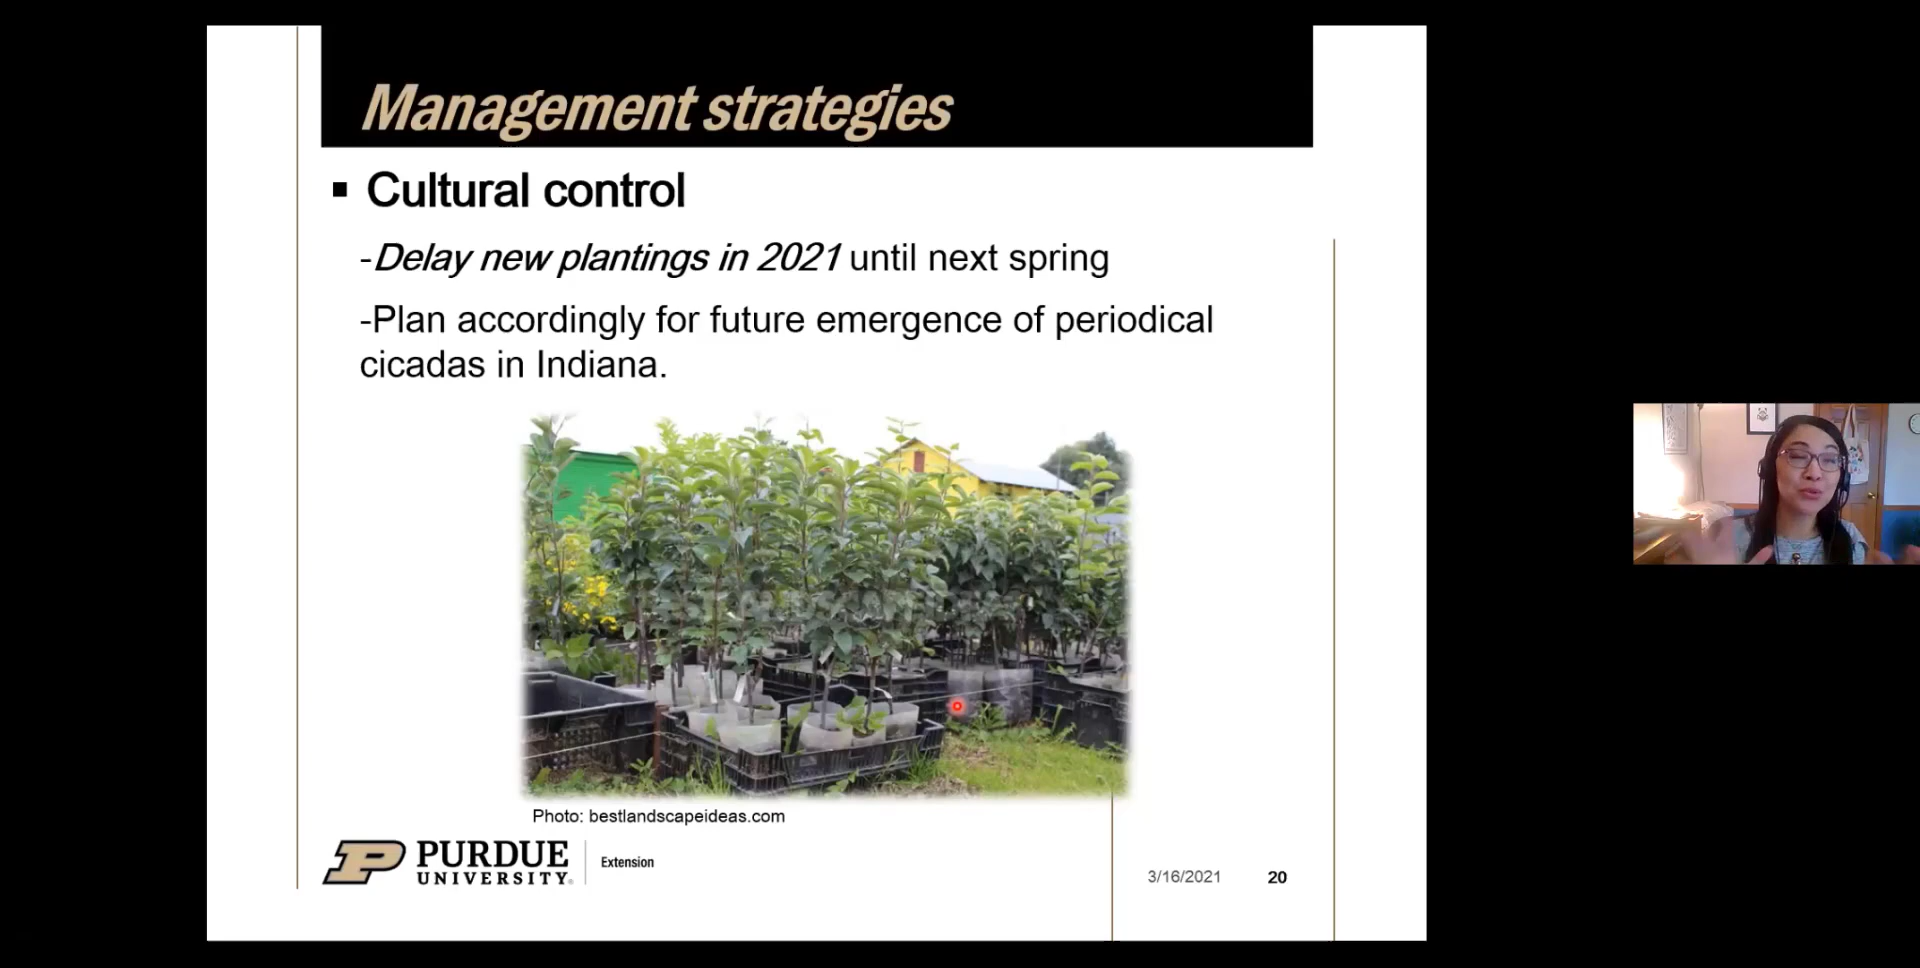 Management strategies
▪ Cultural control
-Delay new plantings in 2021 until next spring
-Plan accordingly for future emergence of periodical
cicadas in Indiana.
Photo: bestlandscapeideas.com
PURDUE
UNIVERSITY.
Extension
3/16/2021
20